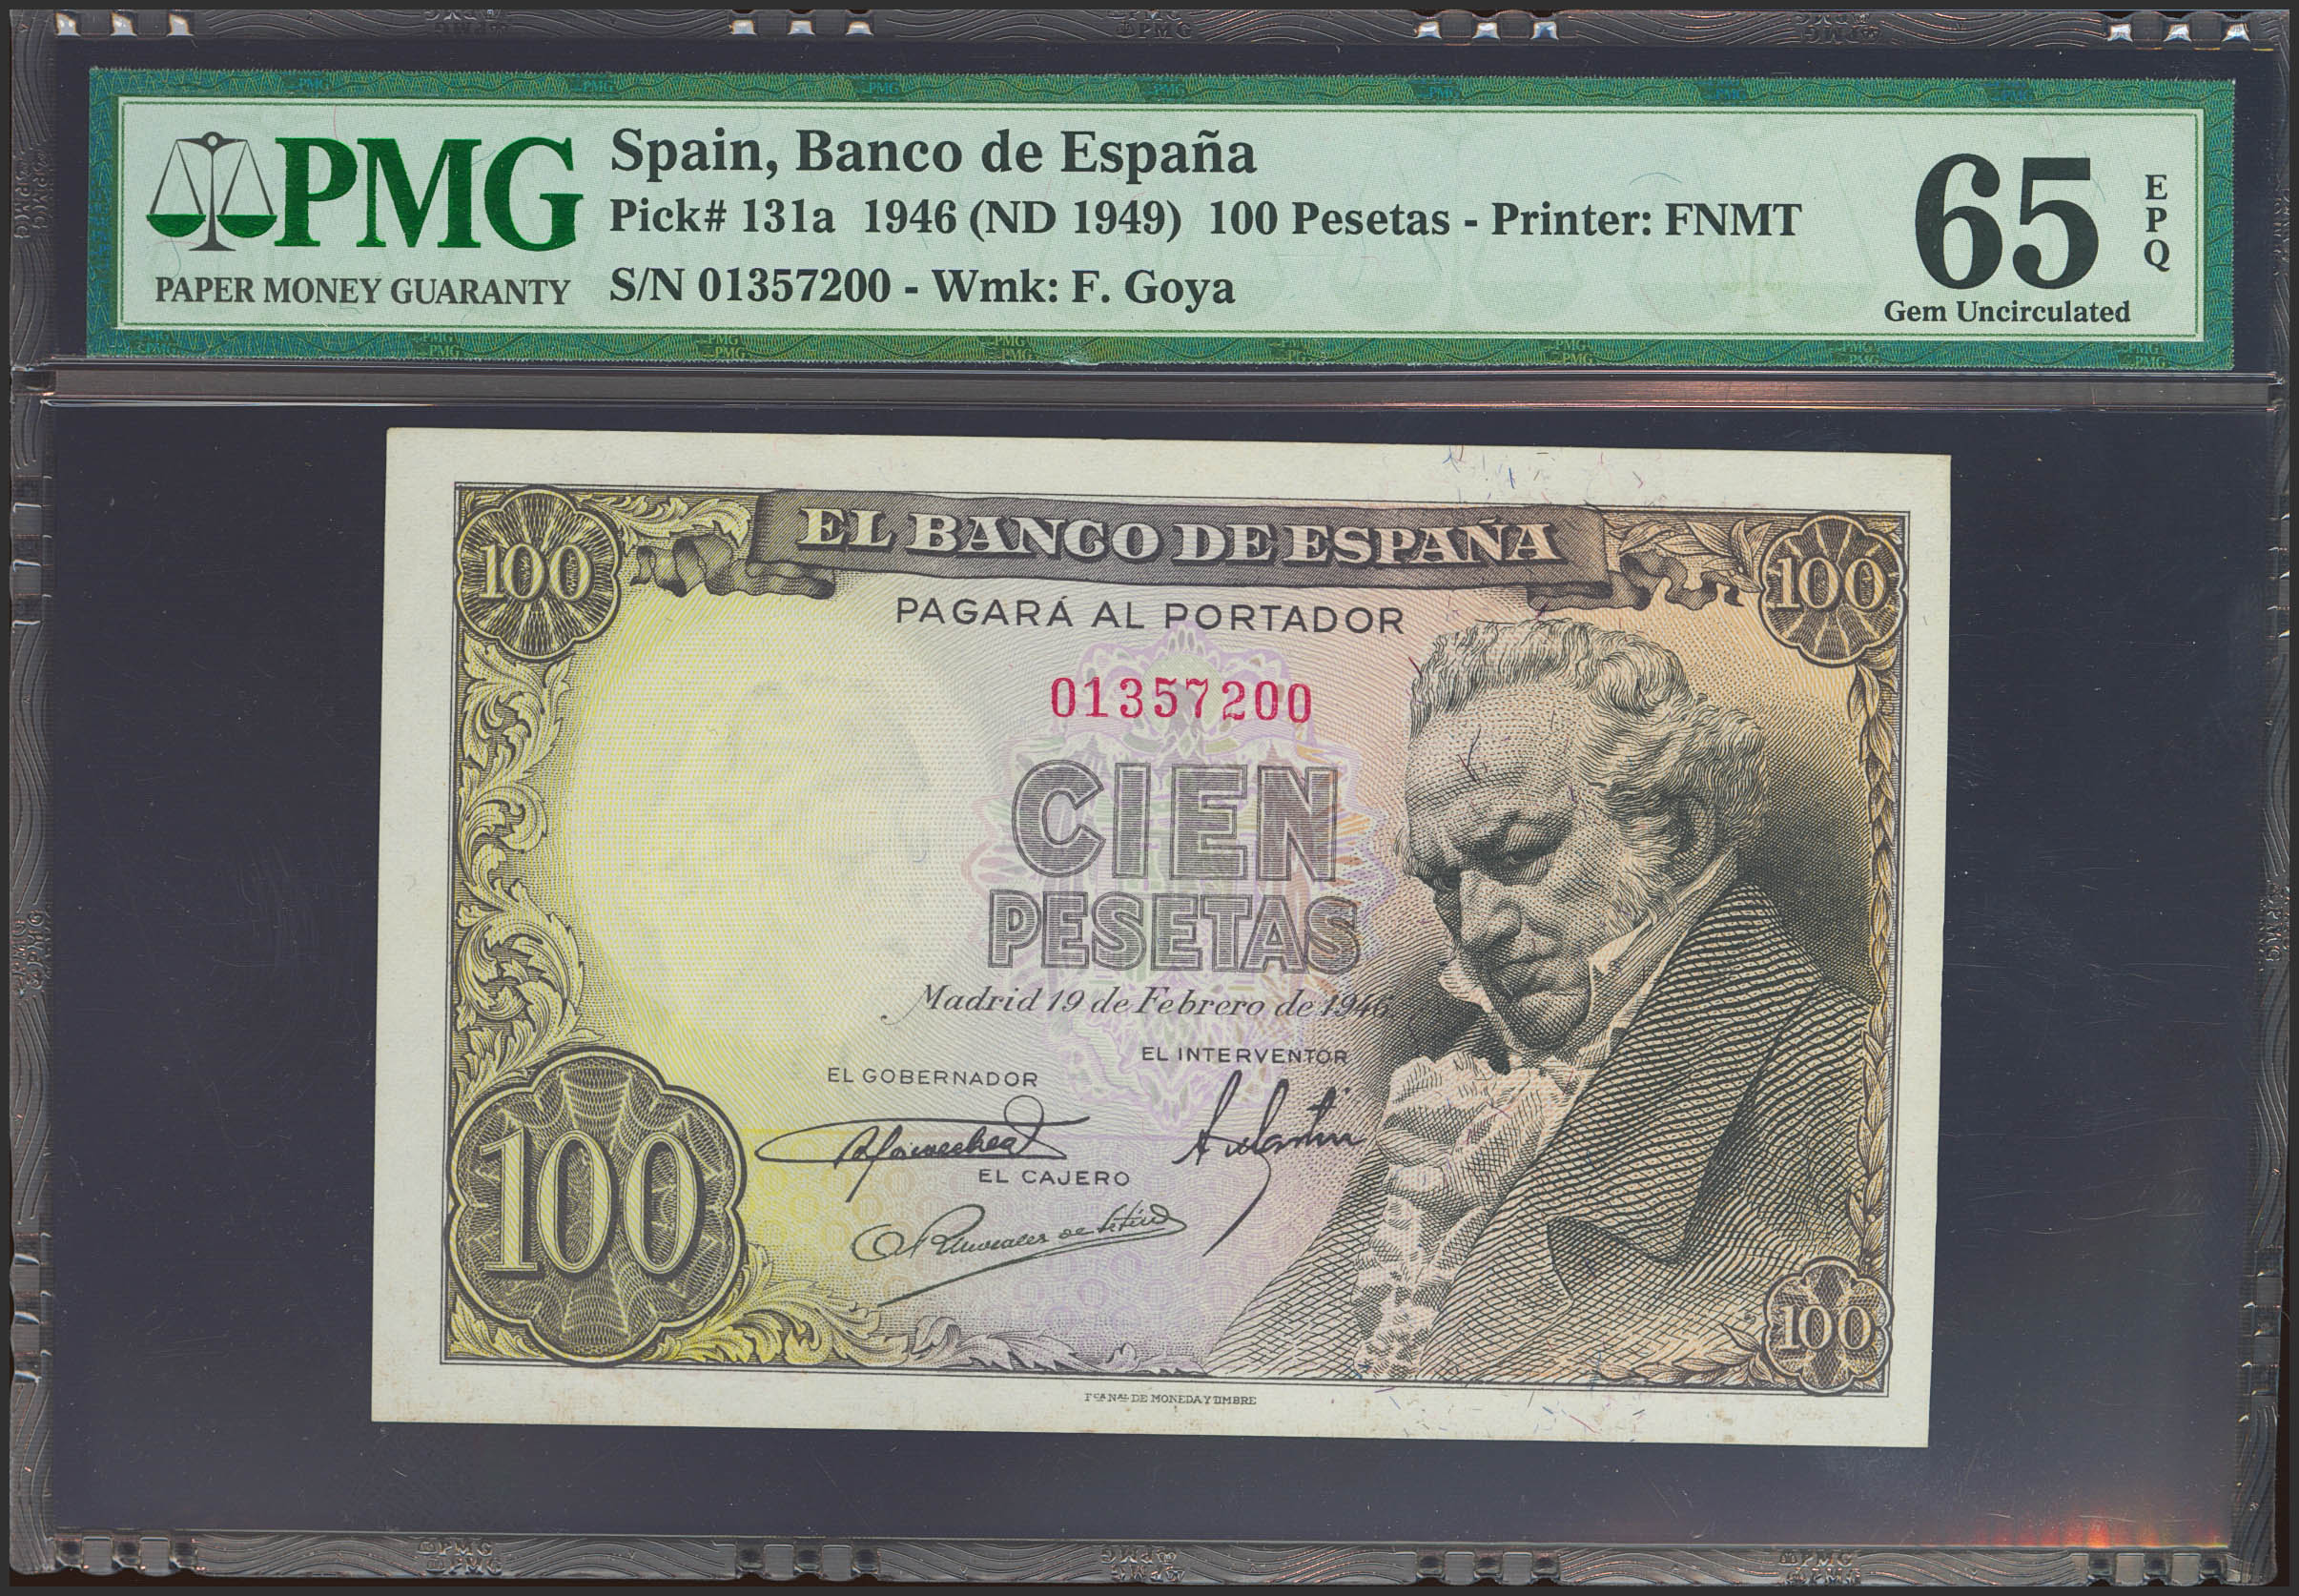 PMG
PAPER MONEY GUARANTY
Spain, Banco de España
Pick# 131a 1946 (ND 1949) 100 Pesetas - Printer: FNMT
S/N 01357200 - Wmk: F. Goya
65
EPQ
Gem Uncirculated
100
EL BANCO DE ESPAÑA
100
PAGARÁ AL PORTADOR
01357200
CIEN
PESETAS
Madrid 19 de Febrero de 1946
EL INTERVENTOR
EL GOBERNADOR
EL CAJERO
100
100
FCA NAL DE MONEDA Y TIMBRE